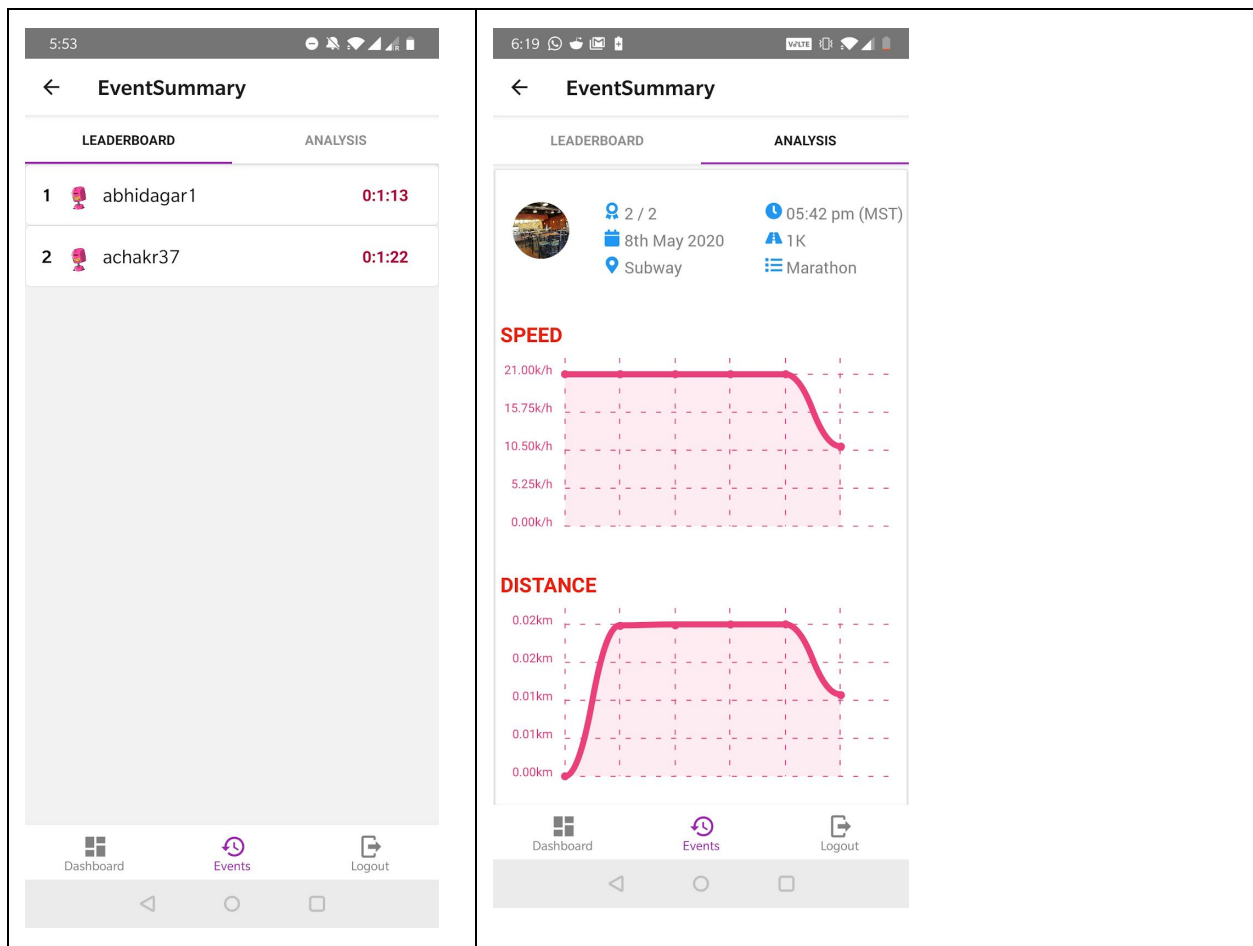 5:53
EventSummary
LEADERBOARD ANALYSIS
1 abhidagar1 0:1:13
2 achakr37 0:1:22
Dashboard Events Logout
6:19 VoLTE
EventSummary
LEADERBOARD ANALYSIS
2 / 2 05:42 pm (MST)
8th May 2020 1K
Subway Marathon
SPEED
21.00k/h
15.75k/h
10.50k/h
5.25k/h
0.00k/h
DISTANCE
0.02km
0.02km
0.01km
0.01km
0.00km
Dashboard Events Logout